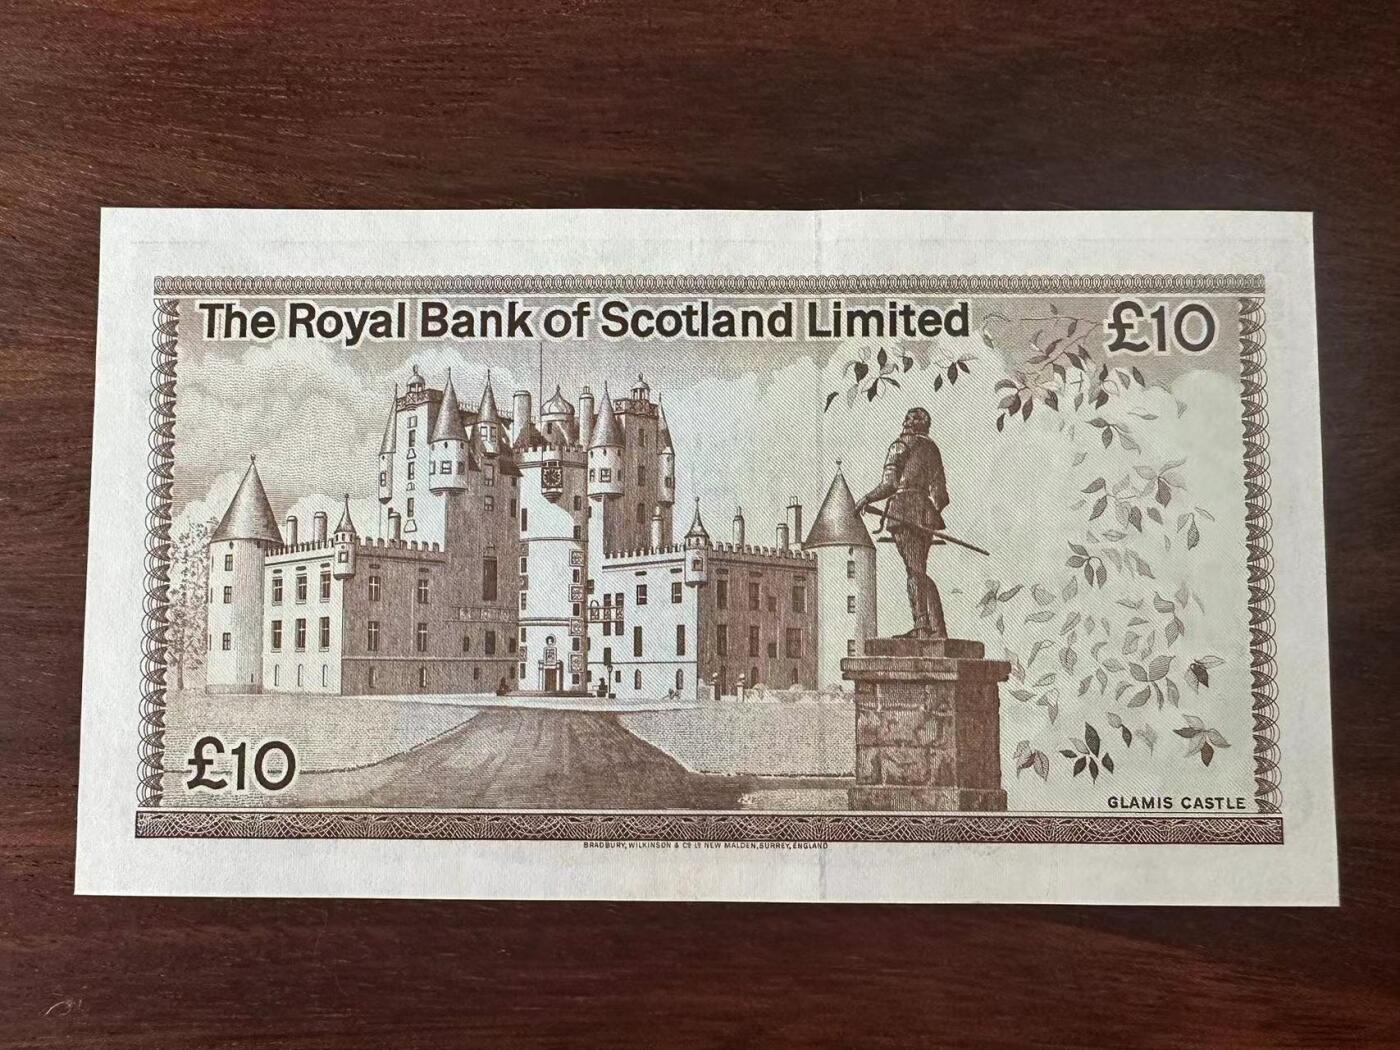 The Royal Bank of Scotland Limited £10
£10
GLAMIS CASTLE
BRADBURY, WILKINSON & Cº Lᴰ NEW MALDEN, SURREY, ENGLAND